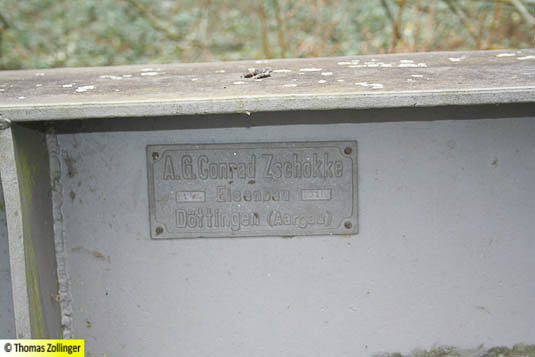 A.G. Conrad Zschokke
Eisenbau
Döttingen (Aargau)
© Thomas Zollinger